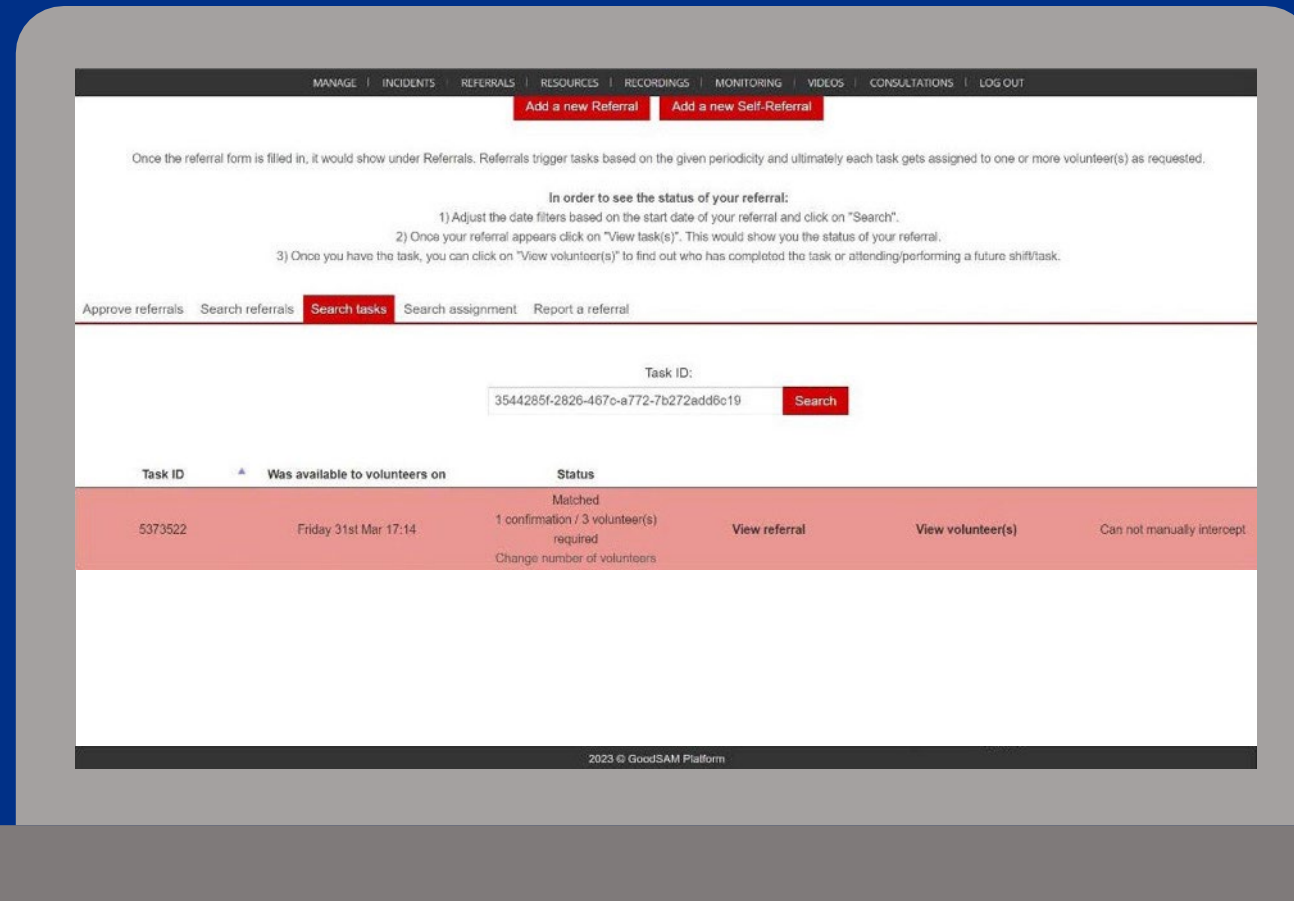 MANAGE | INCIDENTS | REFERRALS | RESOURCES | RECORDINGS | MONITORING | VIDEOS | CONSULTATIONS | LOG OUT
Add a new Referral Add a new Self-Referral
Once the referral form is filled in, it would show under Referrals. Referrals trigger tasks based on the given periodicity and ultimately each task gets assigned to one or more volunteer(s) as requested.
In order to see the status of your referral:
1) Adjust the date filters based on the start date of your referral and click on "Search".
2) Once your referral appears click on "View task(s)". This would show you the status of your referral.
3) Once you have the task, you can click on "View volunteer(s)" to find out who has completed the task or attending/performing a future shift/task.
Approve referrals Search referrals Search tasks Search assignment Report a referral
Task ID:
3544285f-2826-467c-a772-7b272add6c19 Search
Task ID Was available to volunteers on Status
Matched
1 confirmation / 3 volunteer(s)
5373522 Friday 31st Mar 17:14 required View referral View volunteer(s) Can not manually intercept
Change number of volunteers
2023 © GoodSAM Platform